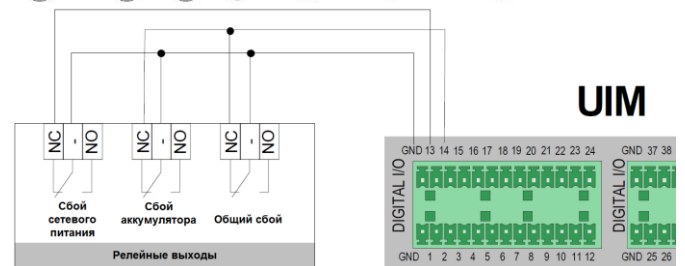 UIM
NC - NO NC - NO NC - NO
GND 13 14 15 16 17 18 19 20 21 22 23 24
GND 37 38
DIGITAL I/O
DIGITAL I/O
Сбой
сетевого
питания
Сбой
аккумулятора
Общий сбой
Релейные выходы
GND 1 2 3 4 5 6 7 8 9 10 11 12
GND 25 26